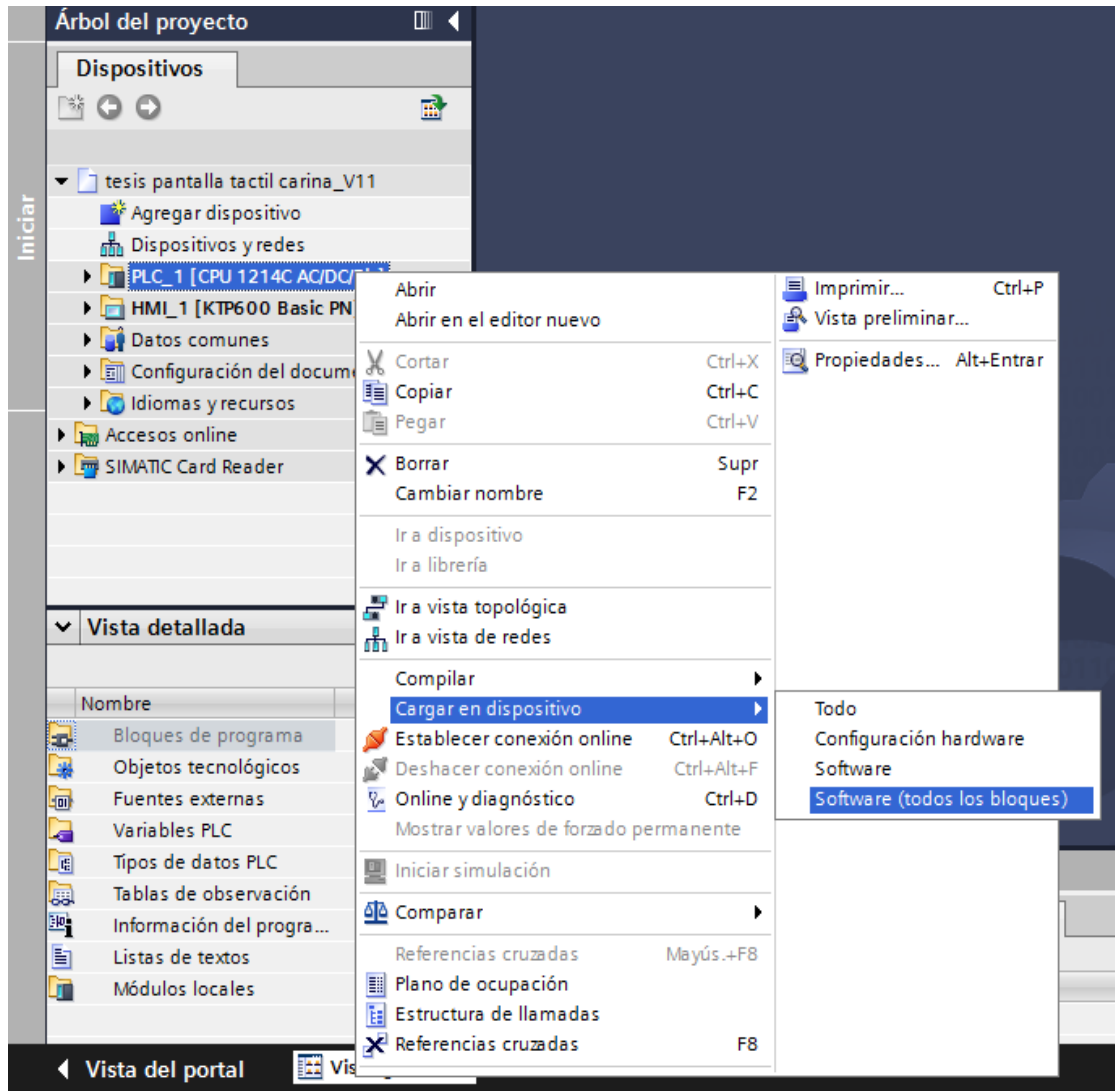 Árbol del proyecto
Dispositivos
Iniciar
tesis pantalla tactil carina_V11
Agregar dispositivo
Dispositivos y redes
PLC_1 [CPU 1214C AC/DC/
HMI_1 [KTP600 Basic PN]
Datos comunes
Configuración del docum
Idiomas y recursos
Accesos online
SIMATIC Card Reader
Vista detallada
Nombre
Bloques de programa
Objetos tecnológicos
Fuentes externas
Variables PLC
Tipos de datos PLC
Tablas de observación
Información del progra...
Listas de textos
Módulos locales
Vista del portal
Abrir
Abrir en el editor nuevo
Cortar Ctrl+X
Copiar Ctrl+C
Pegar Ctrl+V
Borrar Supr
Cambiar nombre F2
Ir a dispositivo
Ir a librería
Ir a vista topológica
Ir a vista de redes
Compilar
Cargar en dispositivo
Establecer conexión online Ctrl+Alt+O
Deshacer conexión online Ctrl+Alt+F
Online y diagnóstico Ctrl+D
Mostrar valores de forzado permanente
Iniciar simulación
Comparar
Referencias cruzadas Mayús.+F8
Plano de ocupación
Estructura de llamadas
Referencias cruzadas F8
Imprimir... Ctrl+P
Vista preliminar...
Propiedades... Alt+Entrar
Todo
Configuración hardware
Software
Software (todos los bloques)